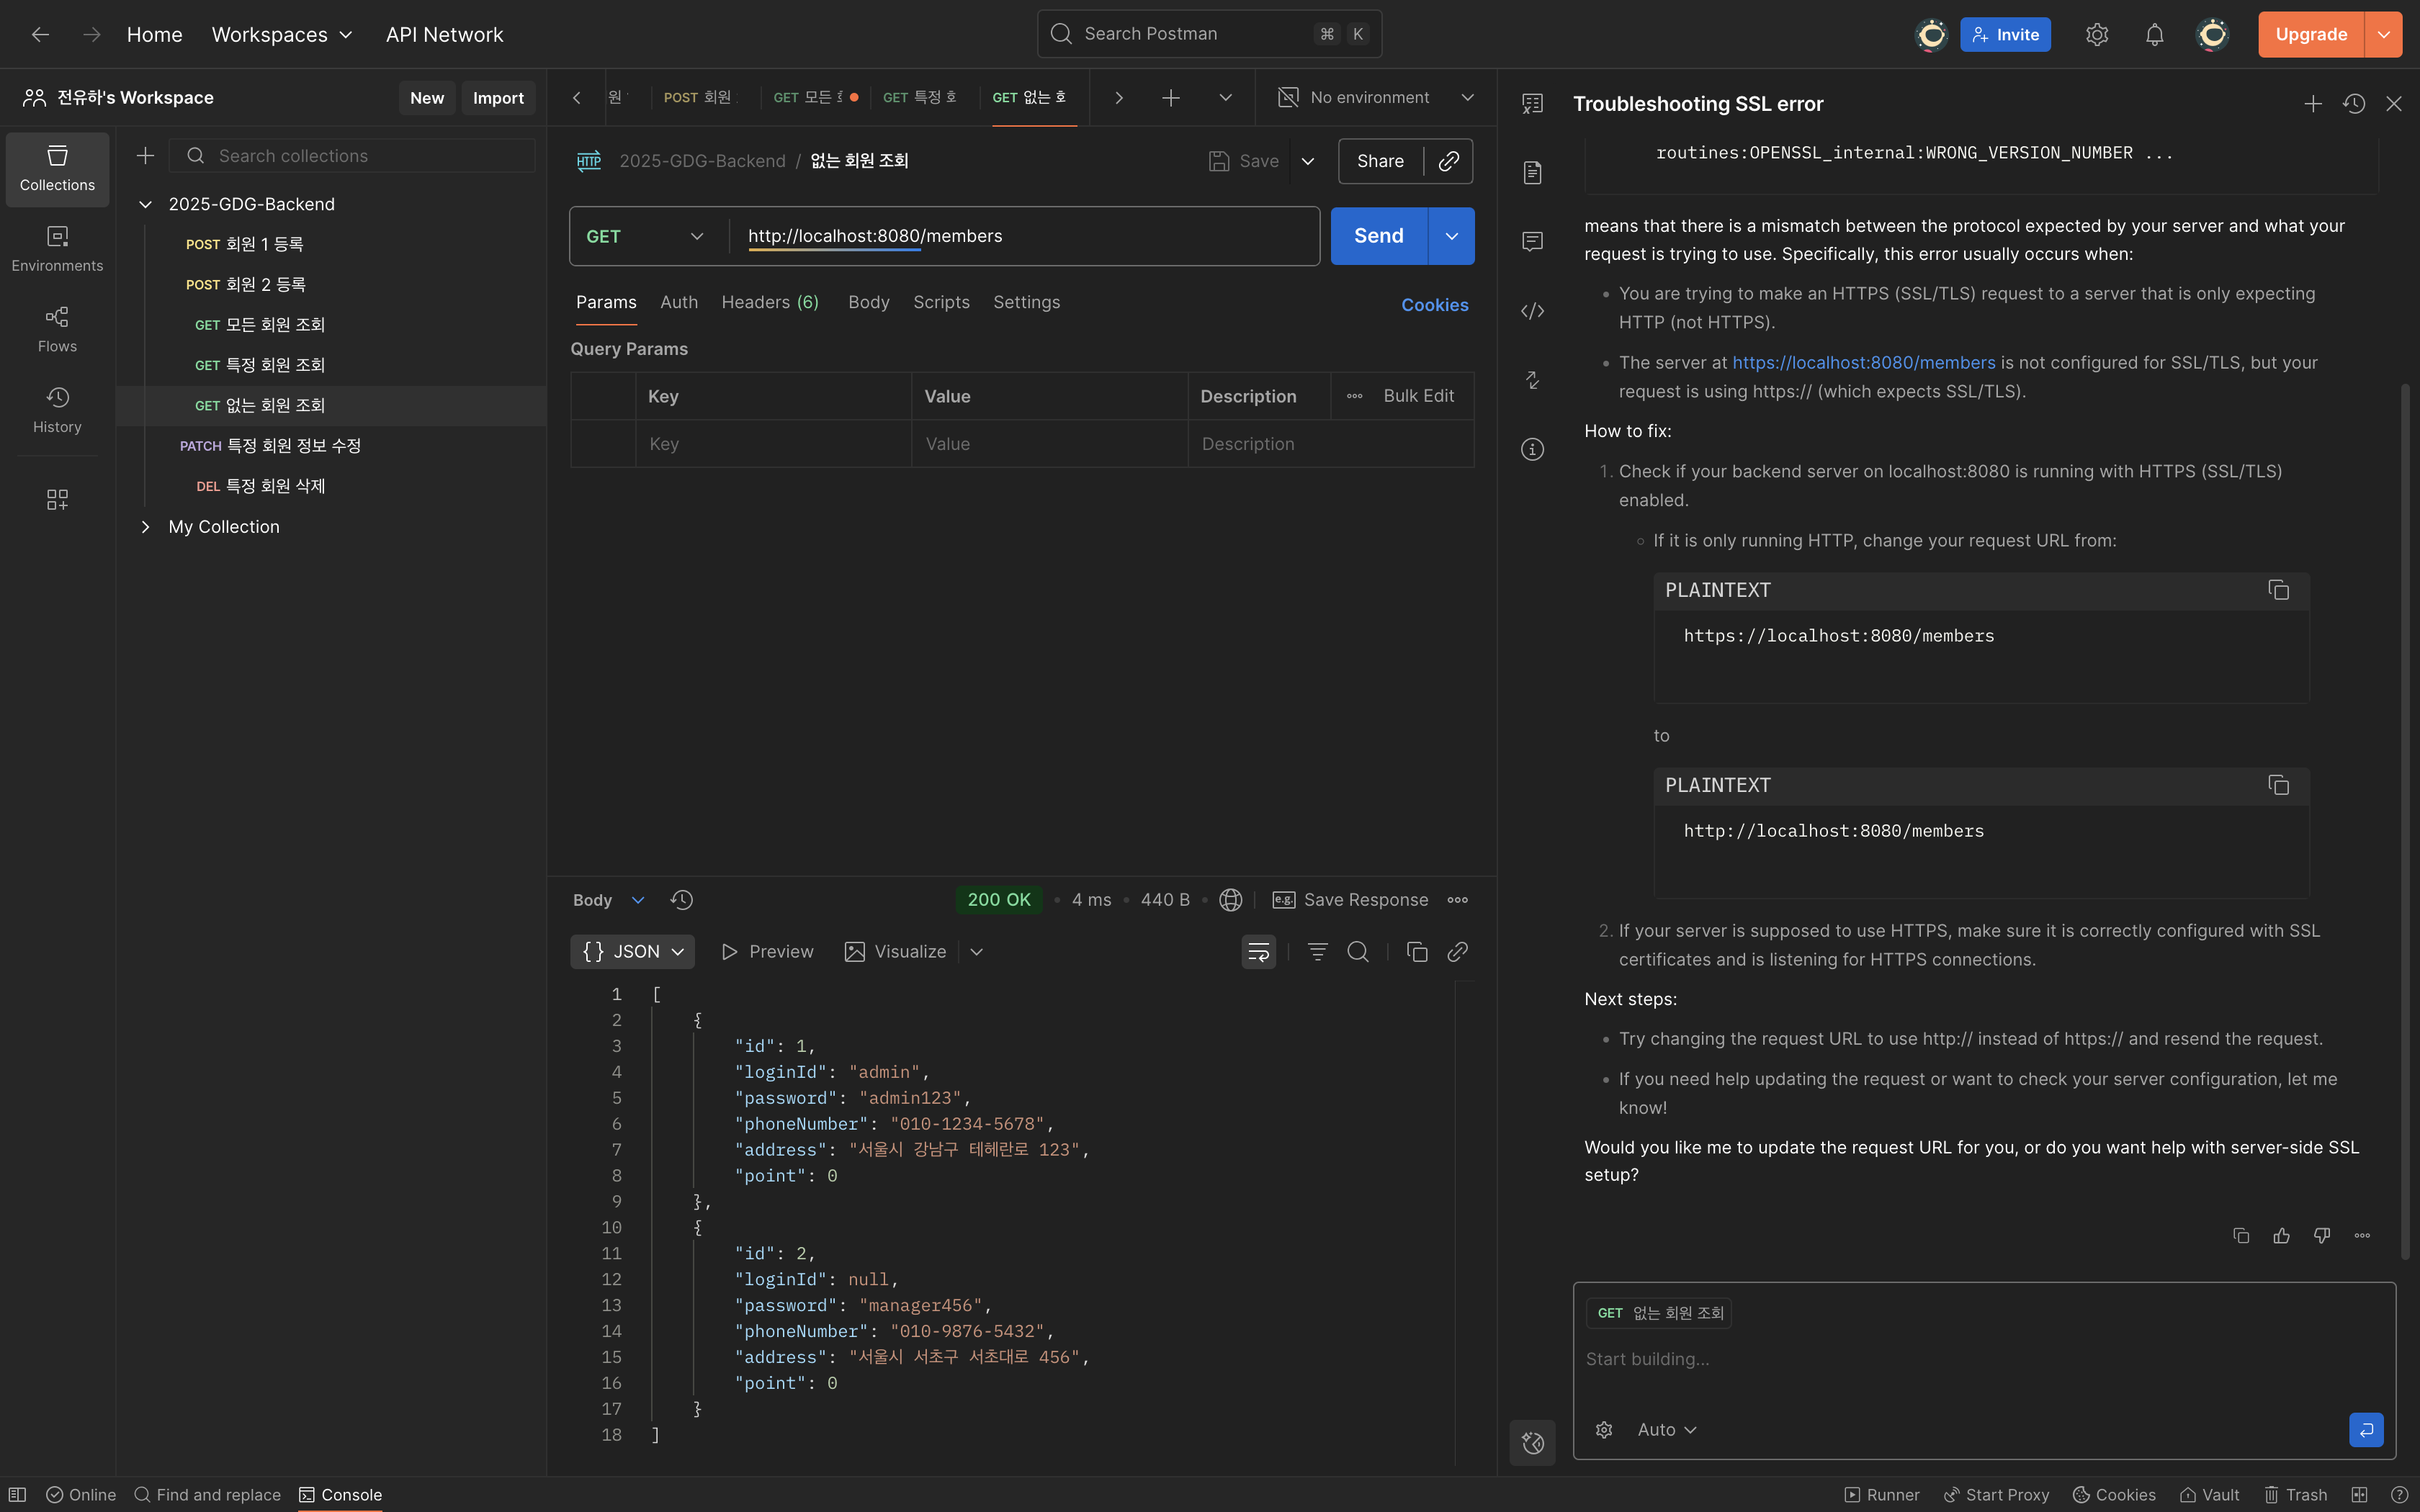 Home
Workspaces
API Network
Search Postman
⌘ K
Invite
Upgrade
전유하's Workspace
New
Import
Collections
Environments
Flows
History
Search collections
2025-GDG-Backend
POST 회원 1 등록
POST 회원 2 등록
GET 모든 회원 조회
GET 특정 회원 조회
GET 없는 회원 조회
PATCH 특정 회원 정보 수정
DEL 특정 회원 삭제
My Collection
원
POST 회원
GET 모든
GET 특정
GET 없는
No environment
HTTP
2025-GDG-Backend / 없는 회원 조회
Save
Share
GET
http://localhost:8080/members
Send
Params
Auth
Headers (6)
Body
Scripts
Settings
Cookies
Query Params
Key
Value
Description
Bulk Edit
Key
Value
Description
Body
200 OK
4 ms
440 B
e.g.
Save Response
{} JSON
Preview
Visualize
1 [
2 {
3 "id": 1,
4 "loginId": "admin",
5 "password": "admin123",
6 "phoneNumber": "010-1234-5678",
7 "address": "서울시 강남구 테헤란로 123",
8 "point": 0
9 },
10 {
11 "id": 2,
12 "loginId": null,
13 "password": "manager456",
14 "phoneNumber": "010-9876-5432",
15 "address": "서울시 서초구 서초대로 456",
16 "point": 0
17 }
18 ]
Troubleshooting SSL error
routines:OPENSSL_internal:WRONG_VERSION_NUMBER ...
means that there is a mismatch between the protocol expected by your server and what your
request is trying to use. Specifically, this error usually occurs when:
• You are trying to make an HTTPS (SSL/TLS) request to a server that is only expecting
HTTP (not HTTPS).
• The server at https://localhost:8080/members is not configured for SSL/TLS, but your
request is using https:// (which expects SSL/TLS).
How to fix:
1. Check if your backend server on localhost:8080 is running with HTTPS (SSL/TLS)
enabled.
◦ If it is only running HTTP, change your request URL from:
PLAINTEXT
https://localhost:8080/members
to
PLAINTEXT
http://localhost:8080/members
2. If your server is supposed to use HTTPS, make sure it is correctly configured with SSL
certificates and is listening for HTTPS connections.
Next steps:
• Try changing the request URL to use http:// instead of https:// and resend the request.
• If you need help updating the request or want to check your server configuration, let me
know!
Would you like me to update the request URL for you, or do you want help with server-side SSL
setup?
GET 없는 회원 조회
Start building...
Auto
Online
Find and replace
Console
Runner
Start Proxy
Cookies
Vault
Trash